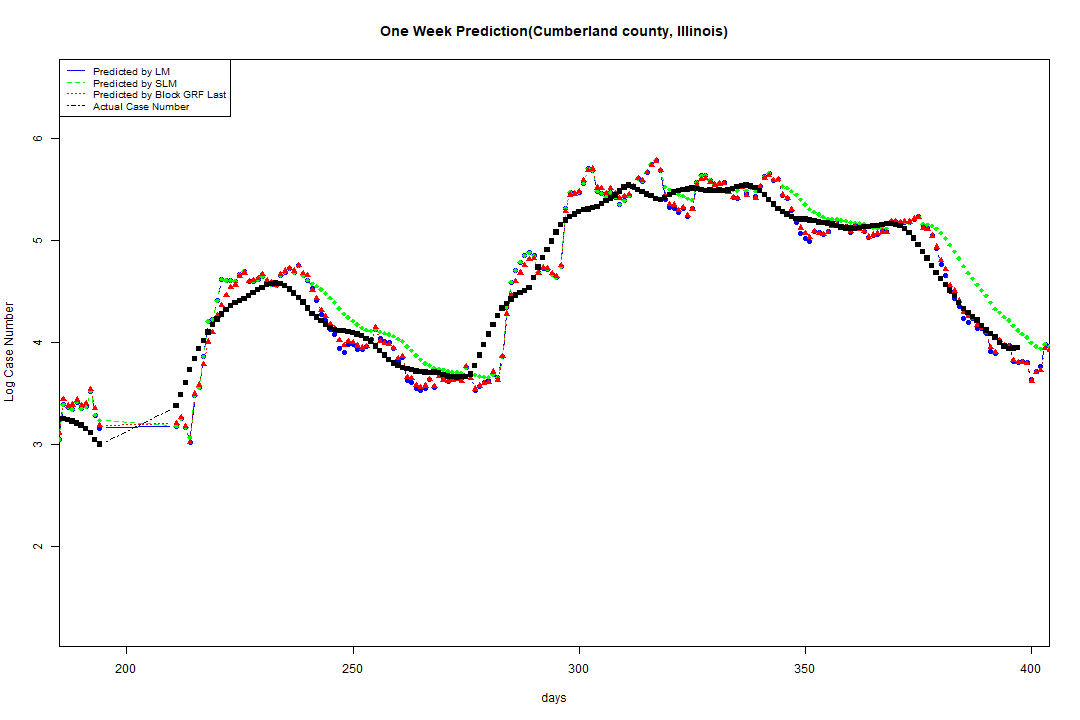 One Week Prediction(Cumberland county, Illinois)
Predicted by LM
Predicted by SLM
Predicted by Block GRF Last
Actual Case Number
6
5
4
3
2
Log Case Number
200 250 300 350 400
days